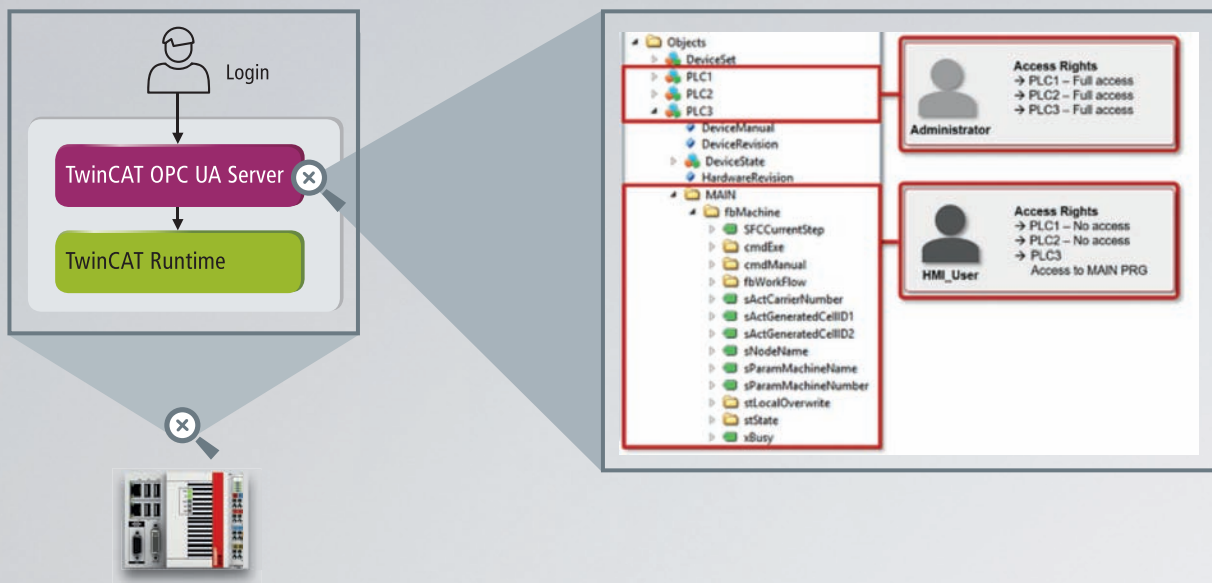 Login
TwinCAT OPC UA Server
TwinCAT Runtime
Objects
DeviceSet
PLC1
PLC2
PLC3
DeviceManual
DeviceRevision
DeviceState
HardwareRevision
MAIN
fbMachine
SFCCurrentStep
cmdExe
cmdManual
fbWorkFlow
sActCarrierNumber
sActGeneratedCellID1
sActGeneratedCellID2
sNodeName
sParamMachineName
sParamMachineNumber
stLocalOverwrite
stState
xBusy
Administrator
Access Rights
→ PLC1 – Full access
→ PLC2 – Full access
→ PLC3 – Full access
HMI_User
Access Rights
→ PLC1 – No access
→ PLC2 – No access
→ PLC3
Access to MAIN PRG